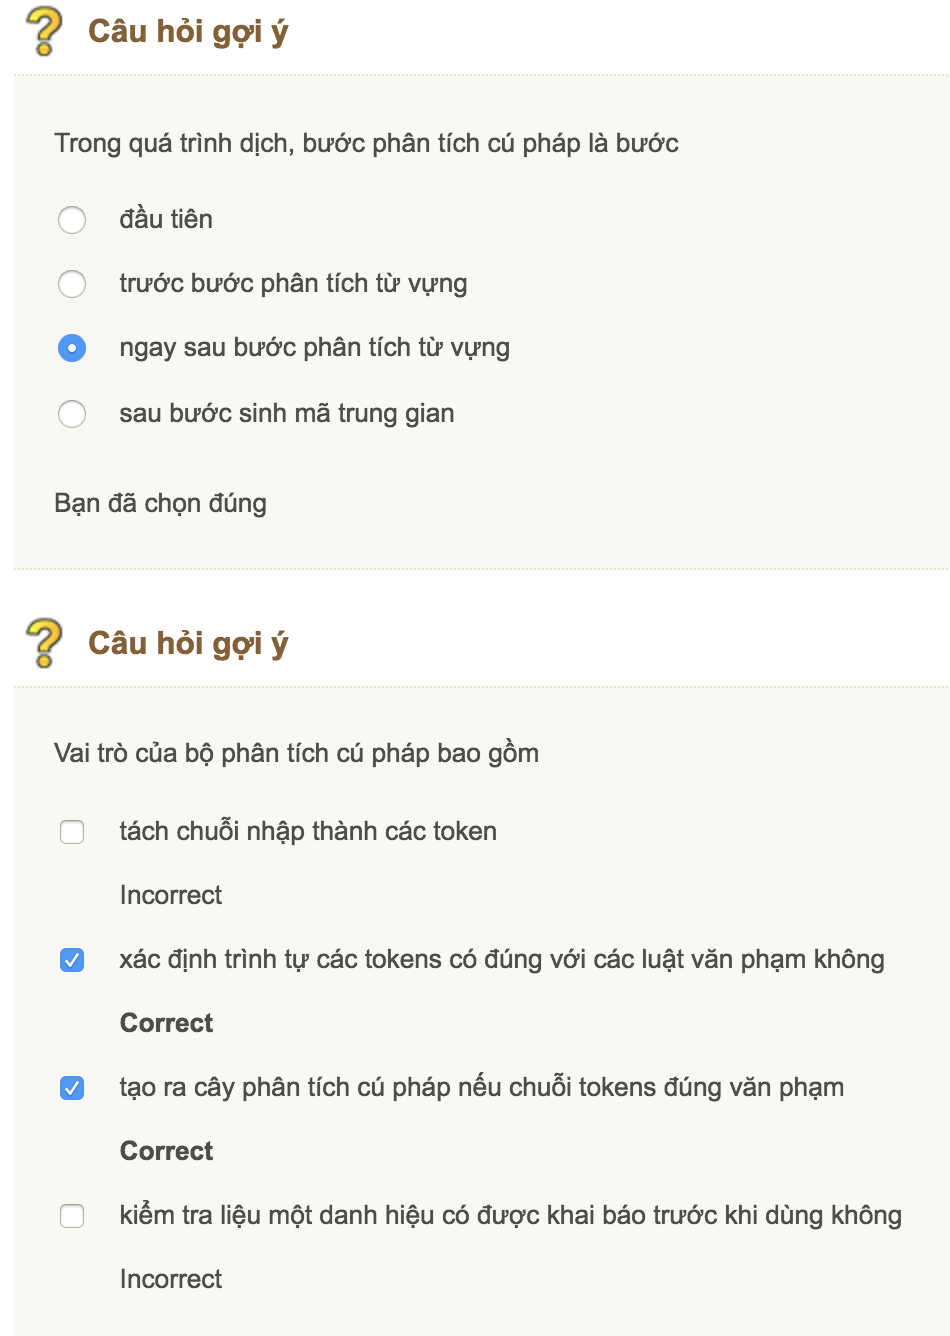 Câu hỏi gợi ý
Trong quá trình dịch, bước phân tích cú pháp là bước
đầu tiên
trước bước phân tích từ vựng
ngay sau bước phân tích từ vựng
sau bước sinh mã trung gian
Bạn đã chọn đúng
Câu hỏi gợi ý
Vai trò của bộ phân tích cú pháp bao gồm
tách chuỗi nhập thành các token
Incorrect
xác định trình tự các tokens có đúng với các luật văn phạm không
Correct
tạo ra cây phân tích cú pháp nếu chuỗi tokens đúng văn phạm
Correct
kiểm tra liệu một danh hiệu có được khai báo trước khi dùng không
Incorrect